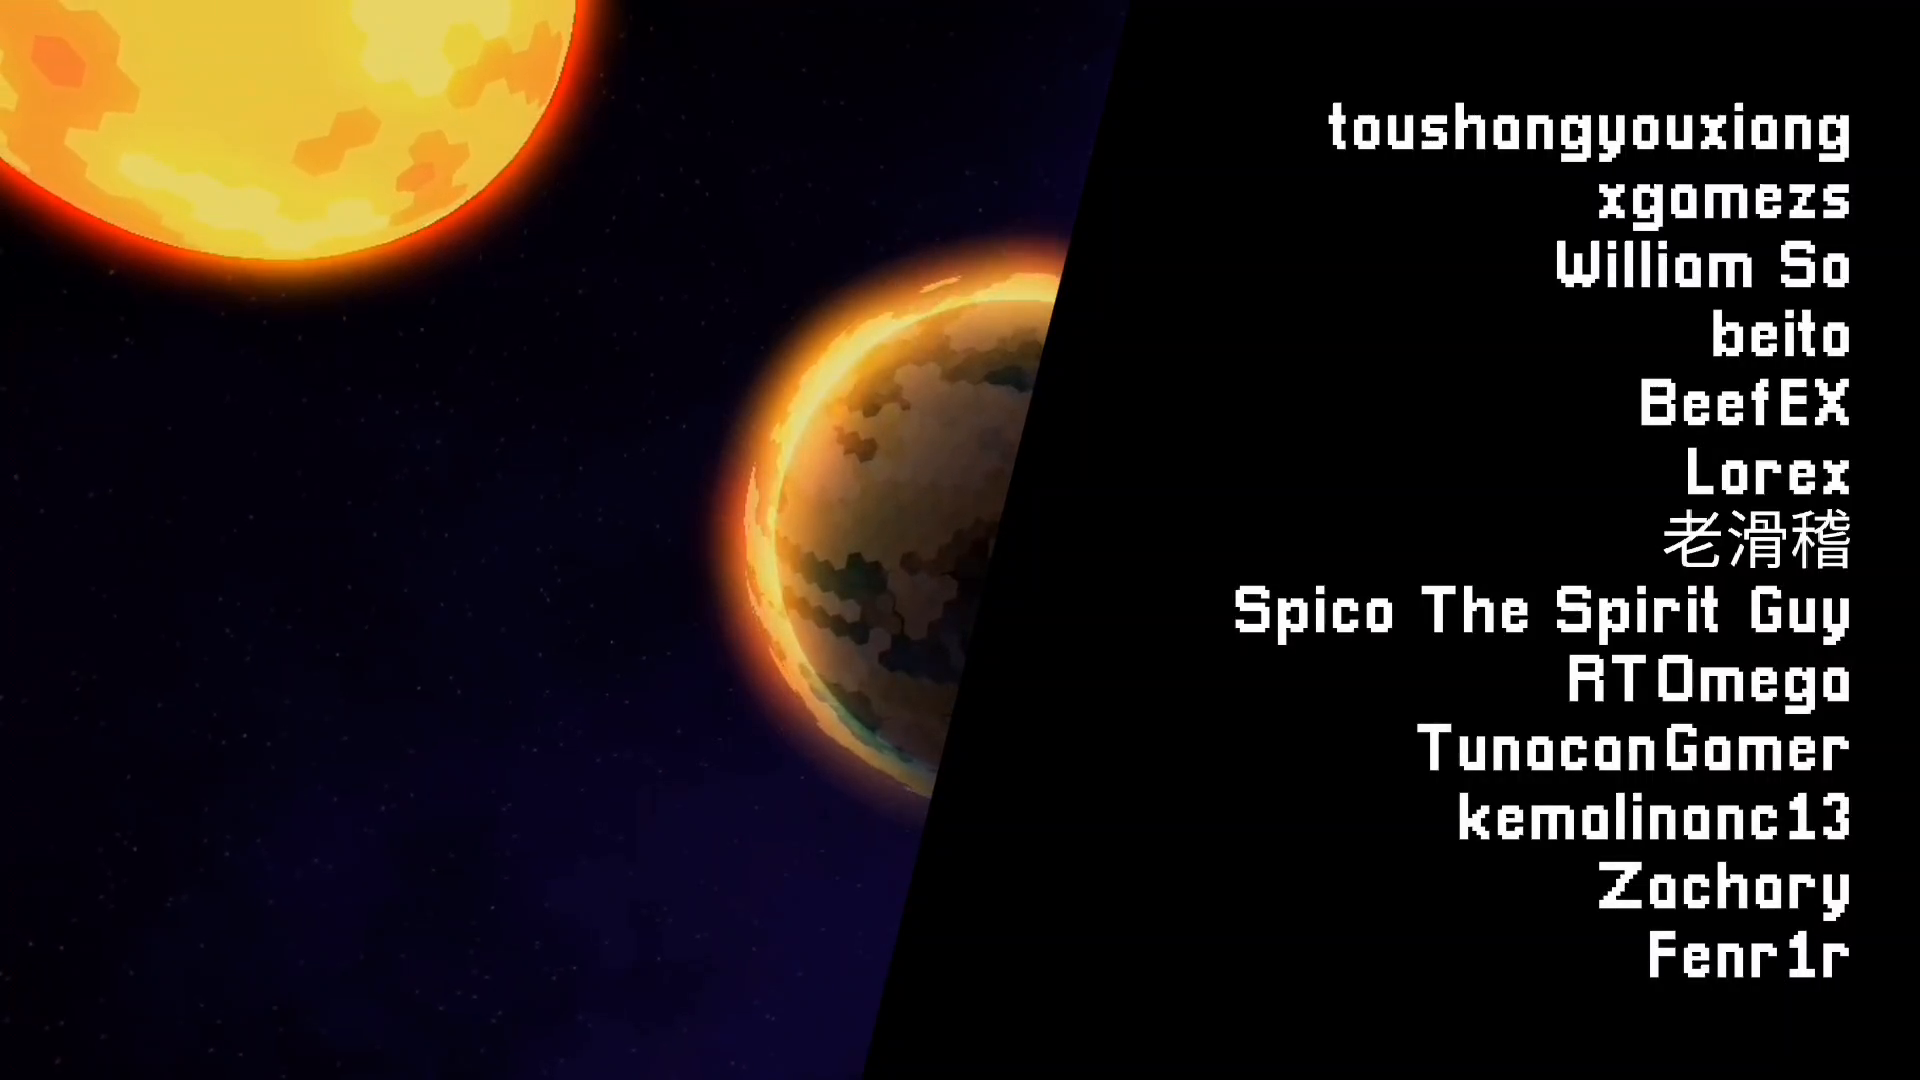 toushangyouxiang
xgamezs
William So
beito
BeefEX
Lorex
老滑稽
Spico The Spirit Guy
RTOmega
TunacanGamer
kemalinanc13
Zachary
Fenr1r